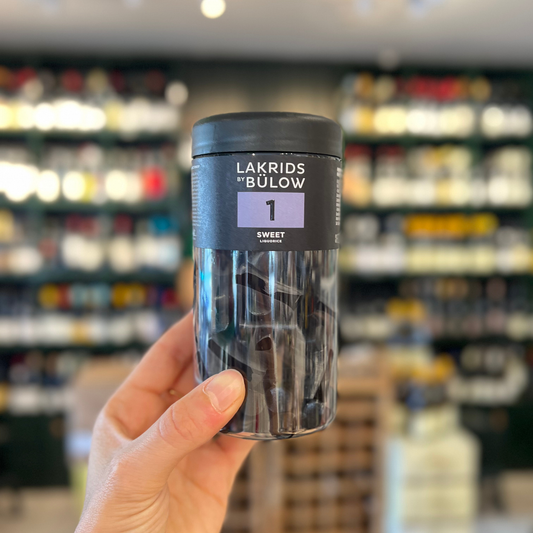 LAKRIDS
BY BÜLOW
1
SWEET
LIQUORICE